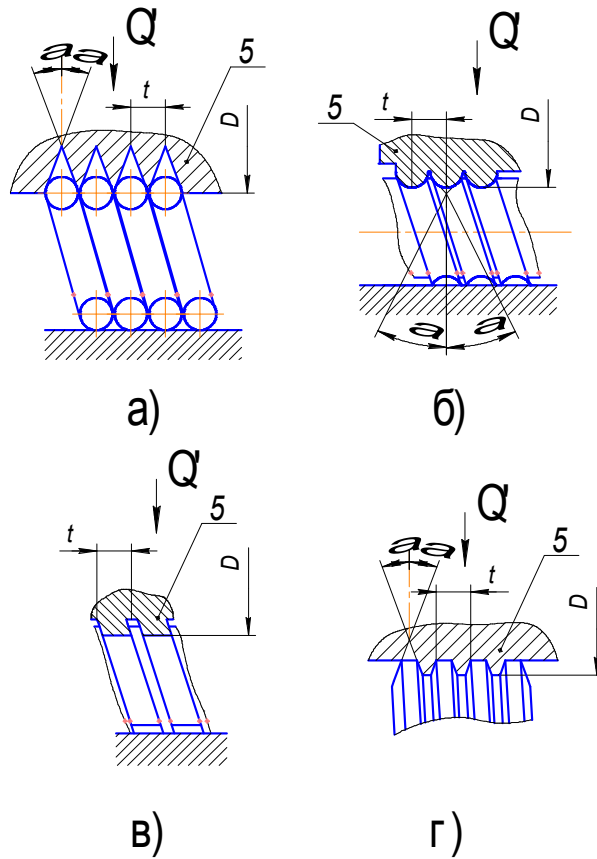 a a Q' 5
t D
а)
Q' 5 t D
a a
б)
Q' 5
t D
в)
Q' 5
a a t D
г)